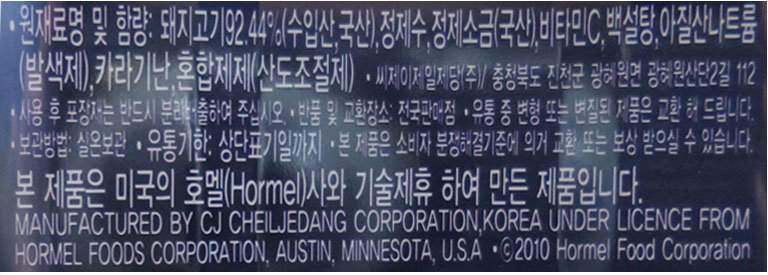 • 원재료명 및 함량: 돼지고기92.44%(수입산,국산),정제수,정제소금(국산),비타민C,백설탕,아질산나트륨
(발색제),카라기난,혼합제제(산도조절제) • 씨제이제일제당(주)/ 충청북도 진천군 광혜원면 광혜원산단2길 112
• 사용 후 포장재는 반드시 분리배출하여 주십시오 • 반품 및 교환장소: 전국판매점 • 유통 중 변형 또는 변질된 제품은 교환 해 드립니다.
• 보관방법: 실온보관 • 유통기한: 상단표기일까지 • 본 제품은 소비자 분쟁해결기준에 의거 교환 또는 보상 받으실 수 있습니다.
본 제품은 미국의 호멜(Hormel)사와 기술제휴 하여 만든 제품입니다.
MANUFACTURED BY CJ CHEILJEDANG CORPORATION,KOREA UNDER LICENCE FROM
HORMEL FOODS CORPORATION, AUSTIN, MINNESOTA, U.S.A •ⓒ2010 Hormel Food Corporation